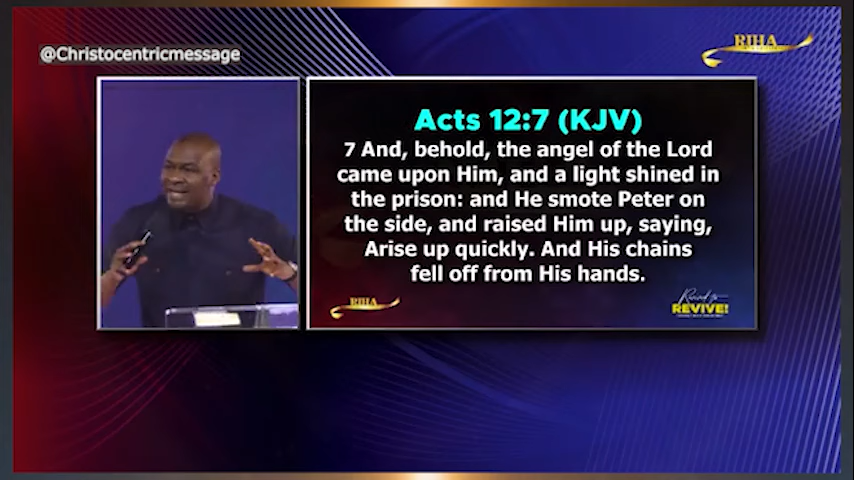 @Christocentricmessage
RIHA
Acts 12:7 (KJV)
7 And, behold, the angel of the Lord
came upon Him, and a light shined in
the prison: and He smote Peter on
the side, and raised Him up, saying,
Arise up quickly. And His chains
fell off from His hands.
RIHA
REVIVE!